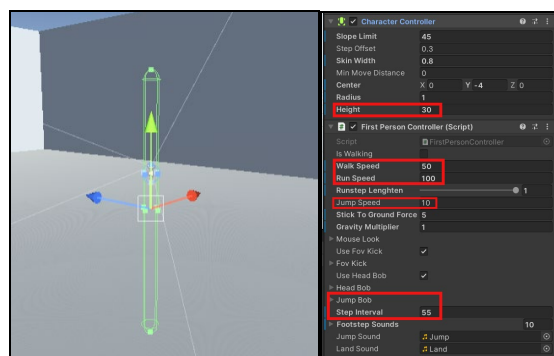 Character Controller
Slope Limit 45
Step Offset 0.3
Skin Width 0.8
Min Move Distance 0
Center X 0 Y -4 Z 0
Radius 1
Height 30
First Person Controller (Script)
Script FirstPersonController
Is Walking
Walk Speed 50
Run Speed 100
Runstep Lenghten 1
Jump Speed 10
Stick To Ground Force 5
Gravity Multiplier 1
Mouse Look
Use Fov Kick
Fov Kick
Use Head Bob
Head Bob
Jump Bob
Step Interval 55
Footstep Sounds 10
Jump Sound Jump
Land Sound Land